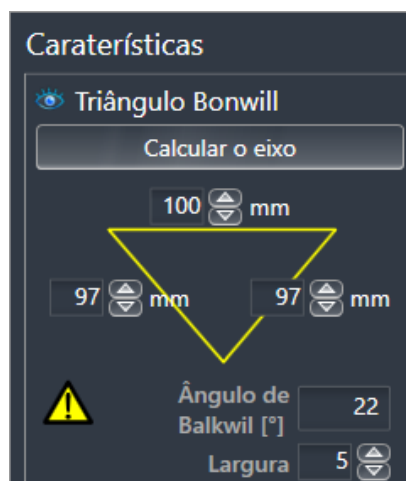 Caraterísticas
Triângulo Bonwill
Calcular o eixo
100 mm
97 mm 97 mm
Ângulo de
Balkwil [°] 22
Largura 5